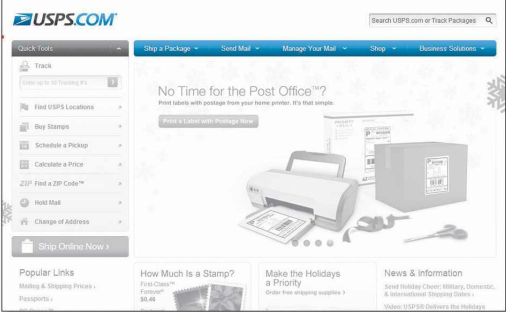 USPS.COM®
Search USPS.com or Track Packages
Quick Tools
Ship a Package
Send Mail
Manage Your Mail
Shop
Business Solutions
Track
Enter up to 10 Tracking #'s
Find USPS Locations
Buy Stamps
Schedule a Pickup
Calculate a Price
ZIP Find a ZIP Code™
Hold Mail
Change of Address
Ship Online Now ›
No Time for the Post Office™?
Print labels with postage from your home printer. It's that simple.
Print a Label with Postage Now
Popular Links
Mailing & Shipping Prices ›
Passports ›
How Much Is a Stamp?
First-Class™
Forever®
$0.46
Make the Holidays
a Priority
Order free shipping supplies ›
News & Information
Send Holiday Cheer: Military, Domestic,
& International Shipping Dates ›
Video: USPS® Delivers the Holidays